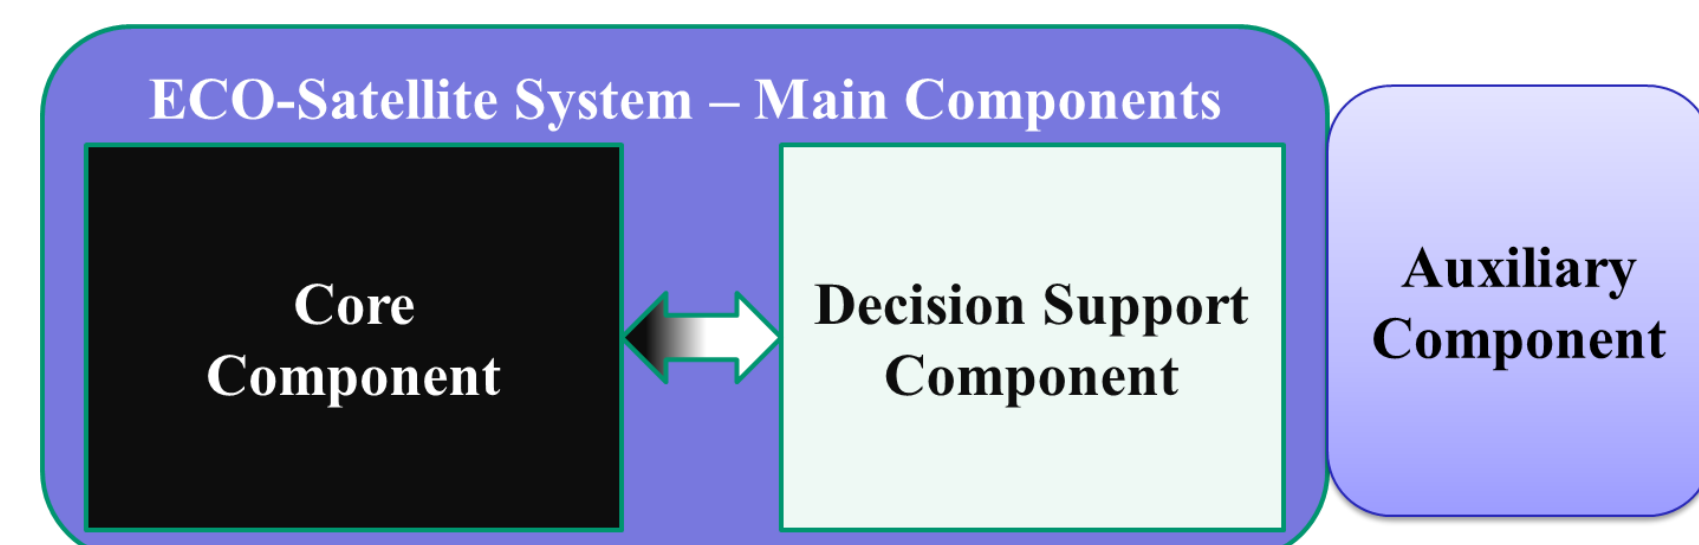 ECO-Satellite System – Main Components
Core
Component
Decision Support
Component
Auxiliary
Component